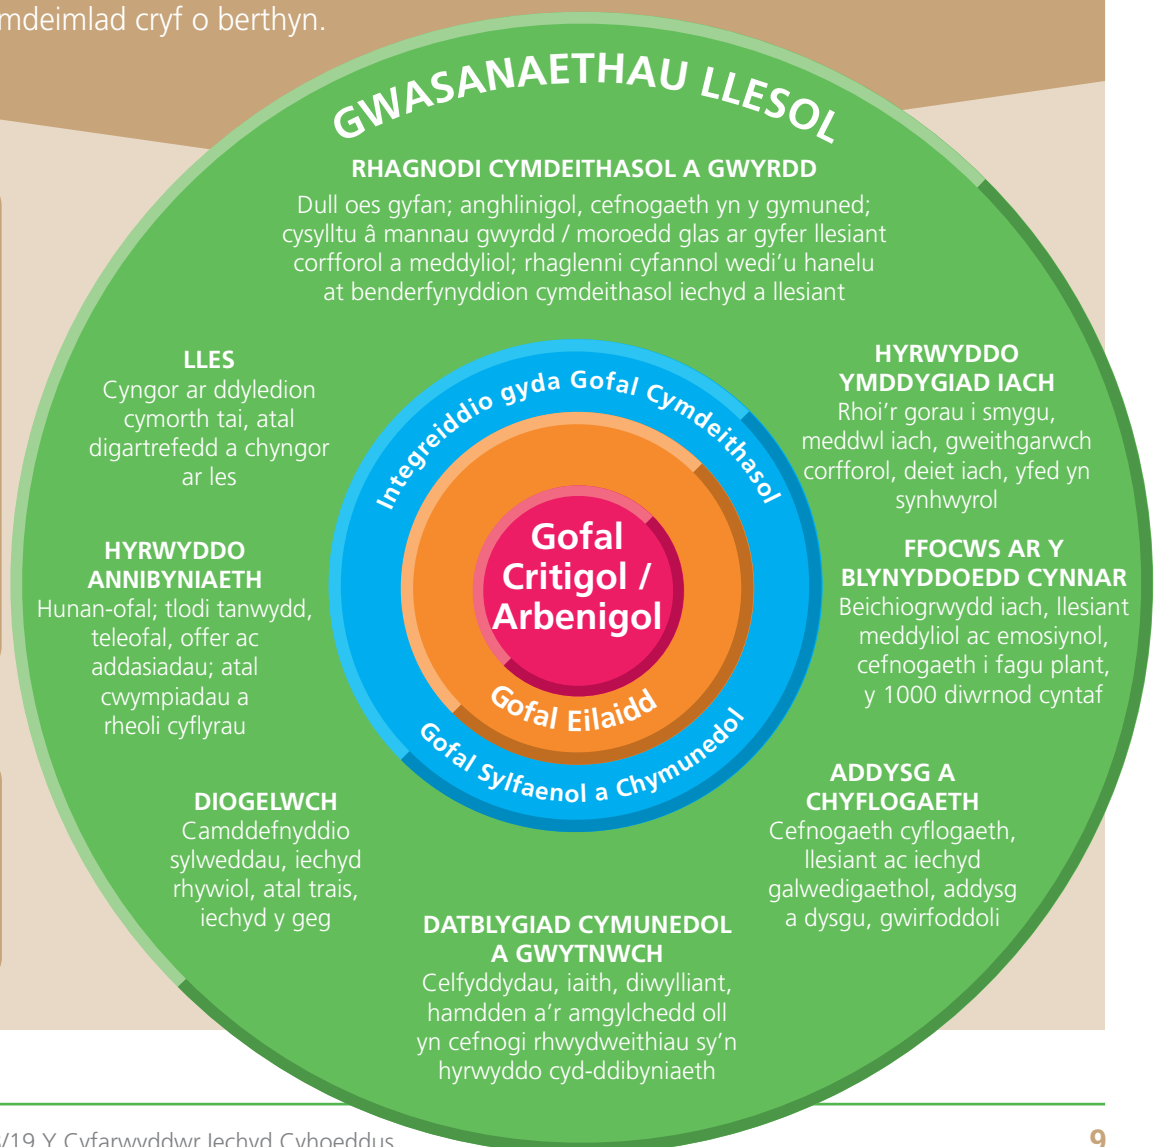 cryf o berthyn.
GWASANAETHAU LLESOL
RHAGNODI CYMDEITHASOL A GWYRDD
Dull oes gyfan; anghlinigol, cefnogaeth yn y gymuned;
cysylltu â mannau gwyrdd / moroedd glas ar gyfer llesiant
corfforol a meddyliol; rhaglenni cyfannol wedi’u hanelu
at benderfynyddion cymdeithasol iechyd a llesiant
LLES
Cyngor ar ddyledion
cymorth tai, atal
digartrefedd a chyngor
ar les
HYRWYDDO
ANNIBYNIAETH
Hunan-ofal; tlodi tanwydd,
teleofal, offer ac
addasiadau; atal
cwympiadau a
rheoli cyflyrau
DIOGELWCH
Camddefnyddio
sylweddau, iechyd
rhywiol, atal trais,
iechyd y geg
Integreiddio gyda Gofal Cymdeithasol
Gofal
Critigol /
Arbenigol
Gofal Eilaidd
Gofal Sylfaenol a Chymunedol
HYRWYDDO
YMDDYGIAD IACH
Rhoi’r gorau i smygu,
meddwl iach, gweithgarwch
corfforol, deiet iach, yfed yn
synhwyrol
FFOCWS AR Y
BLYNYDDOEDD CYNNAR
Beichiogrwydd iach, llesiant
meddyliol ac emosiynol,
cefnogaeth i fagu plant,
y 1000 diwrnod cyntaf
ADDYSG A
CHYFLOGAETH
Cefnogaeth cyflogaeth,
llesiant ac iechyd
galwedigaethol, addysg
a dysgu, gwirfoddoli
DATBLYGIAD CYMUNEDOL
A GWYTNWCH
Celfyddydau, iaith, diwylliant,
hamdden a’r amgylchedd oll
yn cefnogi rhwydweithiau sy’n
hyrwyddo cyd-ddibyniaeth
/19 Y Cyfarwyddwr Iechyd Cyhoeddus
9